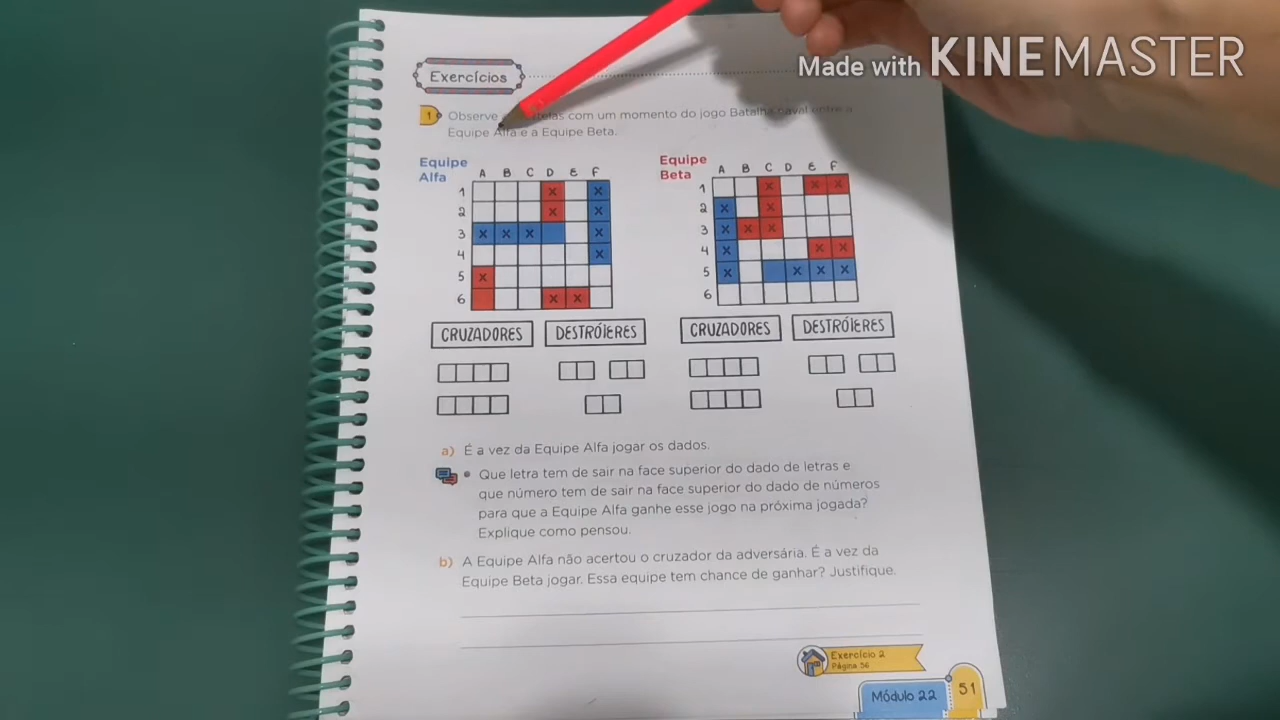 Made with KINEMASTER
Exercícios
1 Observe com um momento do jogo Batalha naval entre a
Equipe Alfa e a Equipe Beta.
Equipe
Alfa
A B C D E F
1 X X
2 X X
3 X X X X
4 X
5 X
6 X X
Equipe
Beta
A B C D E F
1 X X X
2 X X
3 X X X
4 X X X
5 X X X X
6
CRUZADORES DESTRÓIERES
CRUZADORES DESTRÓIERES
a) É a vez da Equipe Alfa jogar os dados.
• Que letra tem de sair na face superior do dado de letras e
que número tem de sair na face superior do dado de números
para que a Equipe Alfa ganhe esse jogo na próxima jogada?
Explique como pensou.
b) A Equipe Alfa não acertou o cruzador da adversária. É a vez da
Equipe Beta jogar. Essa equipe tem chance de ganhar? Justifique.
Exercício 2
Página 56
Módulo 22
51